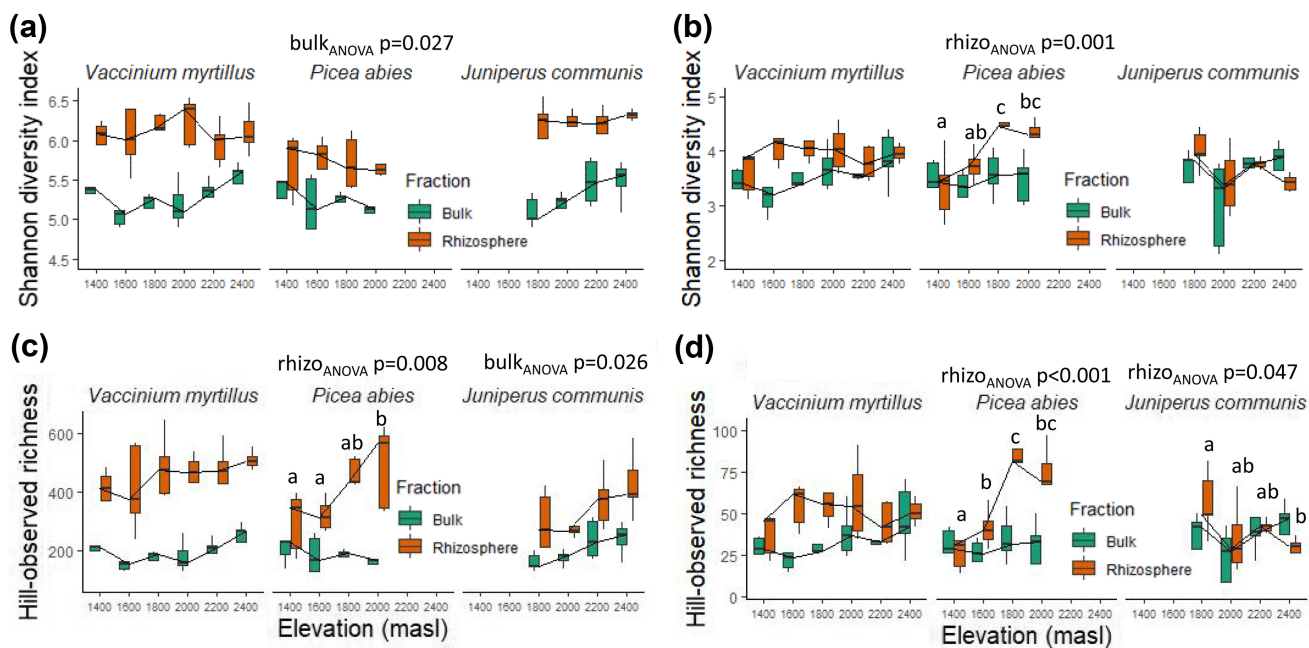 (a)
bulkANOVA p=0.027
Vaccinium myrtillus Picea abies Juniperus communis
Shannon diversity index
6.5
6.0
5.5
5.0
4.5
Fraction
Bulk
Rhizosphere
1400 1600 1800 2000 2200 2400 1400 1600 1800 2000 2200 2400 1400 1600 1800 2000 2200 2400
(b)
rhizoANOVA p=0.001
Vaccinium myrtillus Picea abies Juniperus communis
Shannon diversity index
5
4
3
2
a ab c bc
Fraction
Bulk
Rhizosphere
1400 1600 1800 2000 2200 2400 1400 1600 1800 2000 2200 2400 1400 1600 1800 2000 2200 2400
(c)
rhizoANOVA p=0.008 bulkANOVA p=0.026
Vaccinium myrtillus Picea abies Juniperus communis
Hill-observed richness
600
400
200
a a ab b
Fraction
Bulk
Rhizosphere
1400 1600 1800 2000 2200 2400 1400 1600 1800 2000 2200 2400 1400 1600 1800 2000 2200 2400
Elevation (masl)
(d)
rhizoANOVA p<0.001 rhizoANOVA p=0.047
Vaccinium myrtillus Picea abies Juniperus communis
Hill-observed richness
100
75
50
25
0
a b c bc
a ab ab b
Fraction
Bulk
Rhizosphere
1400 1600 1800 2000 2200 2400 1400 1600 1800 2000 2200 2400 1400 1600 1800 2000 2200 2400
Elevation (masl)